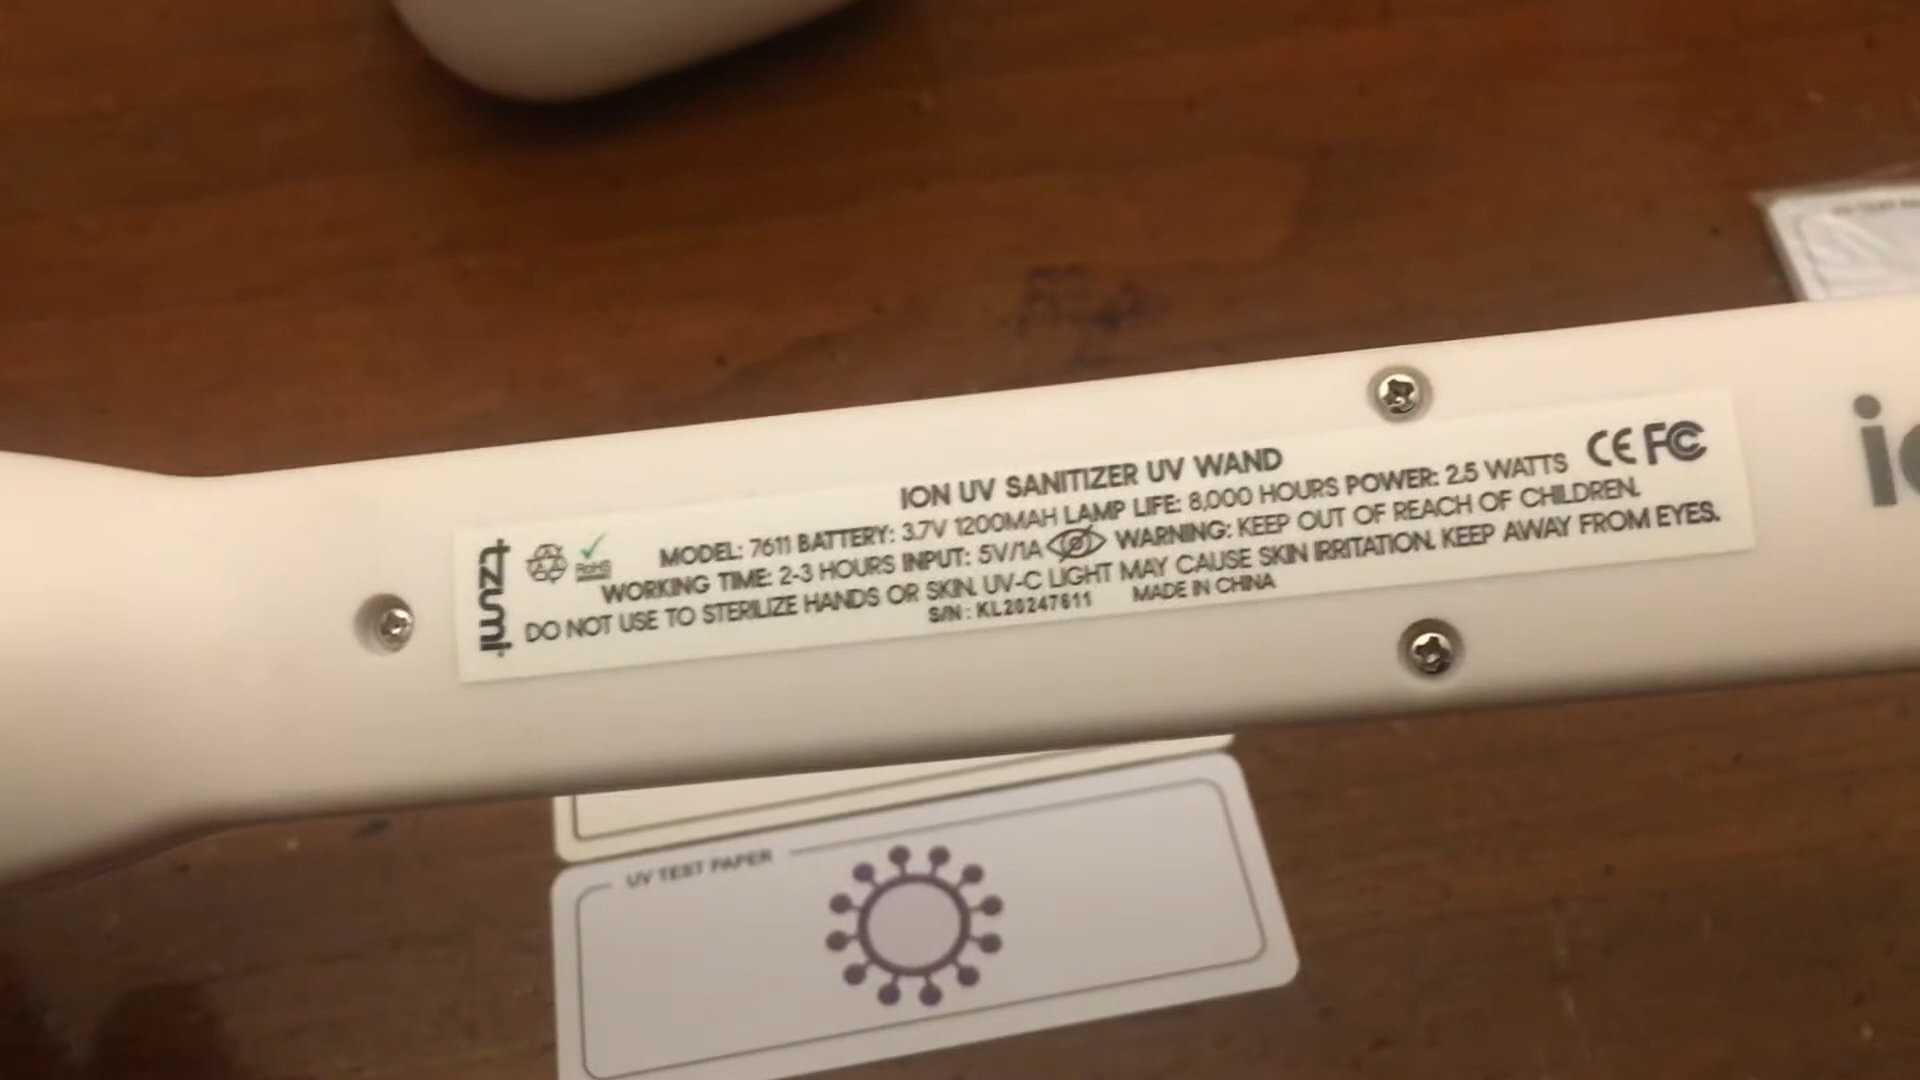 ION UV SANITIZER UV WAND
MODEL: 7611 BATTERY: 3.7V 1200MAH LAMP LIFE: 8,000 HOURS POWER: 2.5 WATTS
WORKING TIME: 2-3 HOURS INPUT: 5V/1A WARNING: KEEP OUT OF REACH OF CHILDREN.
DO NOT USE TO STERILIZE HANDS OR SKIN. UV-C LIGHT MAY CAUSE SKIN IRRITATION. KEEP AWAY FROM EYES.
S/N : KL20247611 MADE IN CHINA
tzumi
RoHS
CE FC
UV TEST PAPER